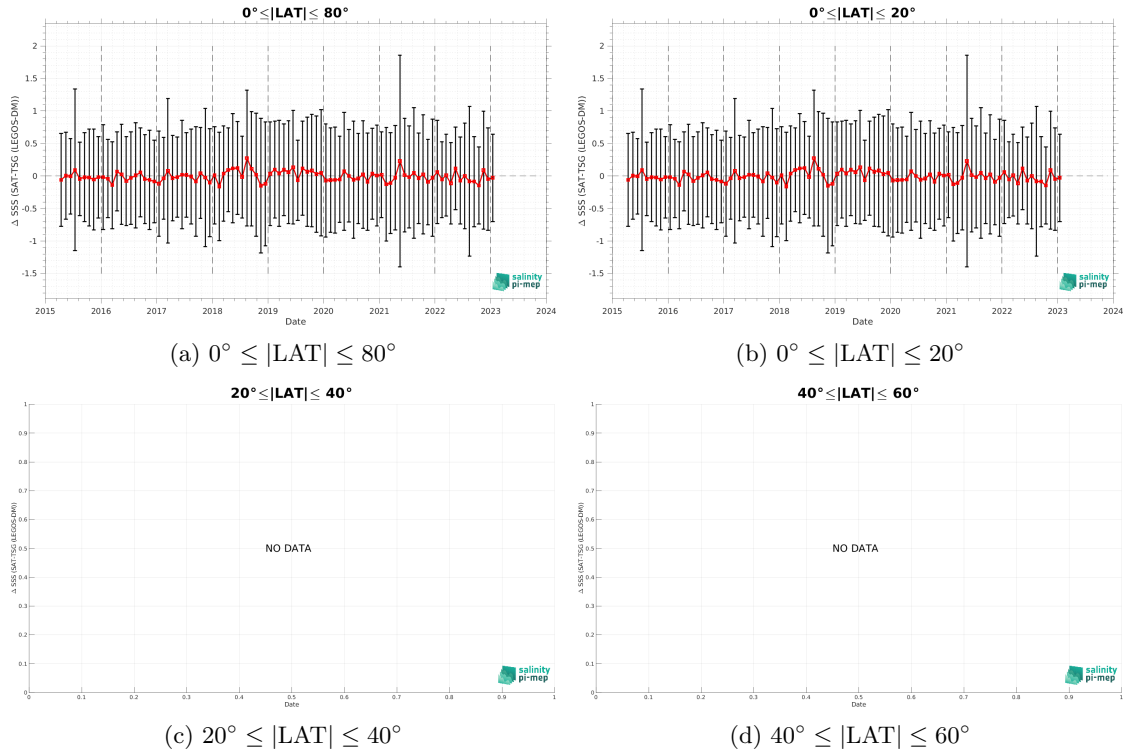 0°≤|LAT|≤ 80°
Δ SSS (SAT-TSG (LEGOS-DM))
2
1.5
1
0.5
0
-0.5
-1
-1.5
2015 2016 2017 2018 2019 2020 2021 2022 2023 2024
Date
salinity
pi-mep
(a) 0° ≤ |LAT| ≤ 80°
0°≤|LAT|≤ 20°
Δ SSS (SAT-TSG (LEGOS-DM))
2
1.5
1
0.5
0
-0.5
-1
-1.5
2015 2016 2017 2018 2019 2020 2021 2022 2023 2024
Date
salinity
pi-mep
(b) 0° ≤ |LAT| ≤ 20°
20°≤|LAT|≤ 40°
Δ SSS (SAT-TSG (LEGOS-DM))
1
0.9
0.8
0.7
0.6
0.5
0.4
0.3
0.2
0.1
0
NO DATA
0 0.1 0.2 0.3 0.4 0.5 0.6 0.7 0.8 0.9 1
Date
salinity
pi-mep
(c) 20° ≤ |LAT| ≤ 40°
40°≤|LAT|≤ 60°
Δ SSS (SAT-TSG (LEGOS-DM))
1
0.9
0.8
0.7
0.6
0.5
0.4
0.3
0.2
0.1
0
NO DATA
0 0.1 0.2 0.3 0.4 0.5 0.6 0.7 0.8 0.9 1
Date
salinity
pi-mep
(d) 40° ≤ |LAT| ≤ 60°